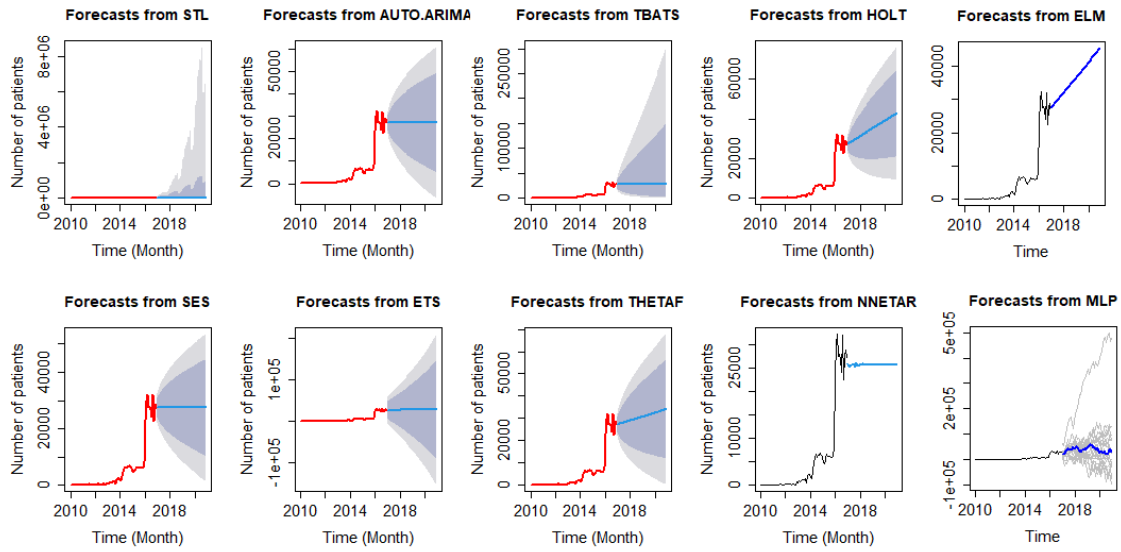 Forecasts from STL
Number of patients
8e+06
4e+06
0e+00
2010 2014 2018
Time (Month)
Forecasts from AUTO.ARIMA
Number of patients
50000
20000
0
2010 2014 2018
Time (Month)
Forecasts from TBATS
Number of patients
250000
100000
0
2010 2014 2018
Time (Month)
Forecasts from HOLT
Number of patients
60000
20000
0
2010 2014 2018
Time (Month)
Forecasts from ELM
40000
20000
0
2010 2014 2018
Time
Forecasts from SES
Number of patients
40000
20000
0
2010 2014 2018
Time (Month)
Forecasts from ETS
Number of patients
1e+05
-1e+05
2010 2014 2018
Time (Month)
Forecasts from THETAF
Number of patients
60000
20000
0
2010 2014 2018
Time (Month)
Forecasts from NNETAR
Number of patients
25000
10000
0
2010 2014 2018
Time (Month)
Forecasts from MLP
Number of patients
5e+05
2e+05
-1e+05
2010 2014 2018
Time